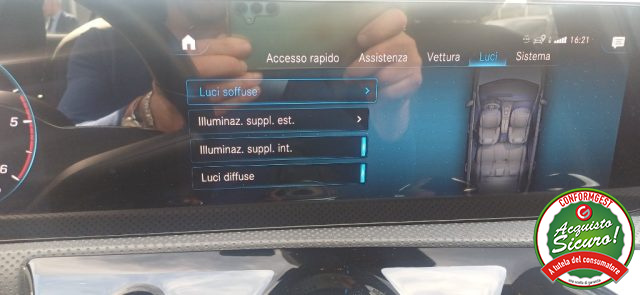 16:21
Accesso rapido Assistenza Vettura Luci Sistema
Luci soffuse
Illuminaz. suppl. est.
Illuminaz. suppl. int.
Luci diffuse
5
6
CONFORMGEST
Acquisto
Sicuro!
A tutela del consumatore